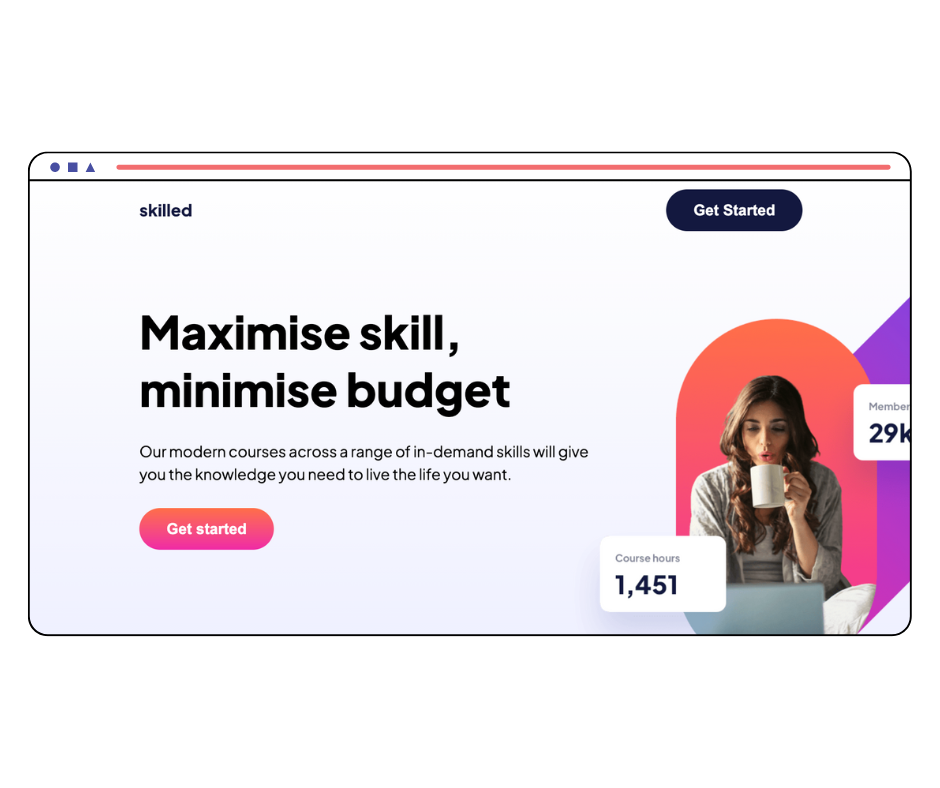 skilled
Get Started
Maximise skill,
minimise budget
Our modern courses across a range of in-demand skills will give
you the knowledge you need to live the life you want.
Get started
Member
29k
Course hours
1,451